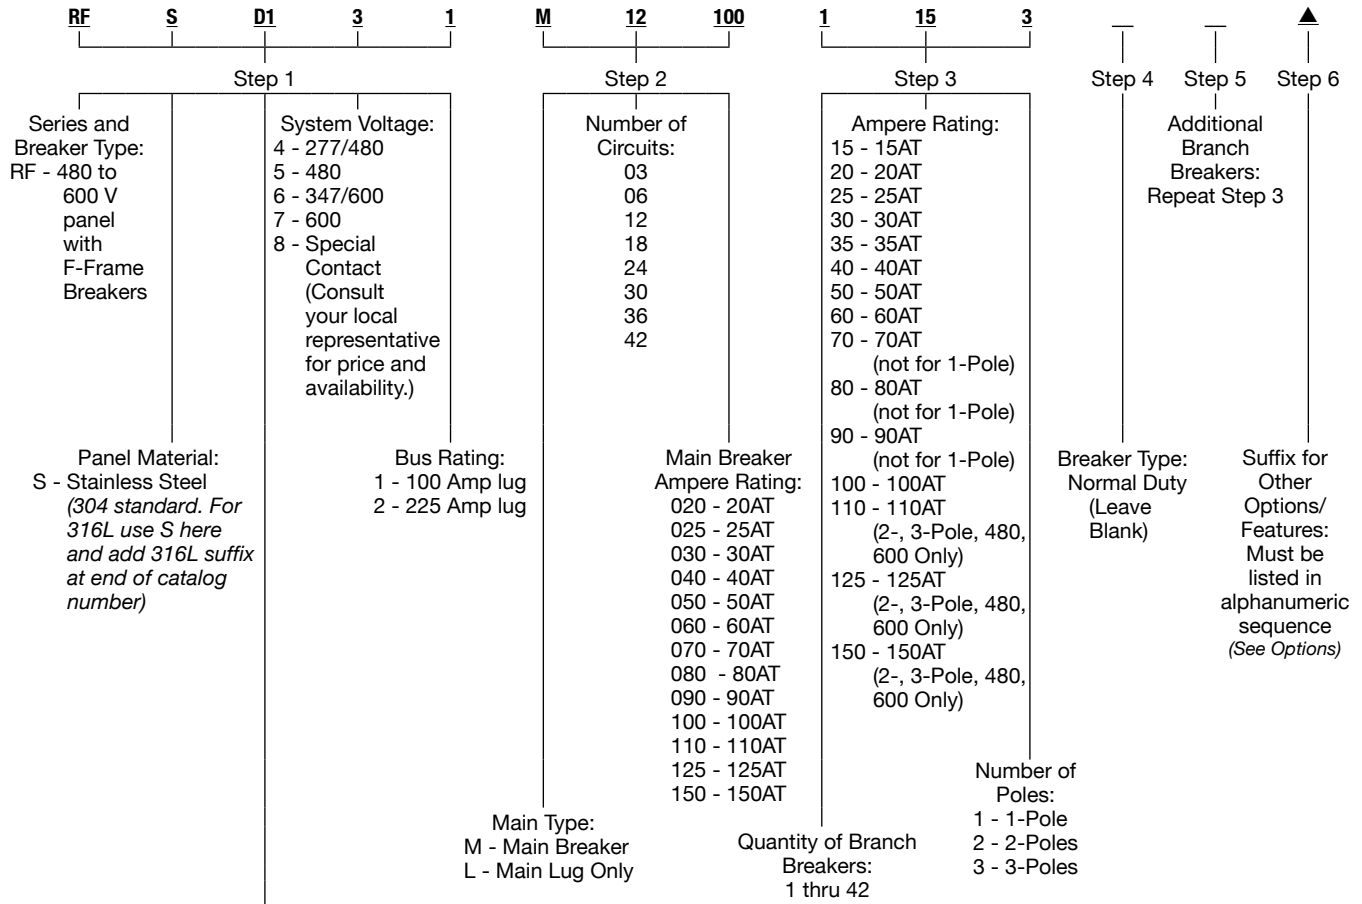 RF S D1 3 1 M 12 100 1 15 3 _ _ ▲
Step 1
Step 2
Step 3
Step 4
Step 5
Step 6
Series and
Breaker Type:
RF - 480 to
600 V
panel
with
F-Frame
Breakers
Panel Material:
S - Stainless Steel
(304 standard. For
316L use S here
and add 316L suffix
at end of catalog
number)
System Voltage:
4 - 277/480
5 - 480
6 - 347/600
7 - 600
8 - Special
Contact
(Consult
your local
representative
for price and
availability.)
Bus Rating:
1 - 100 Amp lug
2 - 225 Amp lug
Main Type:
M - Main Breaker
L - Main Lug Only
Number of
Circuits:
03
06
12
18
24
30
36
42
Main Breaker
Ampere Rating:
020 - 20AT
025 - 25AT
030 - 30AT
040 - 40AT
050 - 50AT
060 - 60AT
070 - 70AT
080 - 80AT
090 - 90AT
100 - 100AT
110 - 110AT
125 - 125AT
150 - 150AT
Quantity of Branch
Breakers:
1 thru 42
Ampere Rating:
15 - 15AT
20 - 20AT
25 - 25AT
30 - 30AT
35 - 35AT
40 - 40AT
50 - 50AT
60 - 60AT
70 - 70AT
(not for 1-Pole)
80 - 80AT
(not for 1-Pole)
90 - 90AT
(not for 1-Pole)
100 - 100AT
110 - 110AT
(2-, 3-Pole, 480,
600 Only)
125 - 125AT
(2-, 3-Pole, 480,
600 Only)
150 - 150AT
(2-, 3-Pole, 480,
600 Only)
Number of
Poles:
1 - 1-Pole
2 - 2-Poles
3 - 3-Poles
Breaker Type:
Normal Duty
(Leave
Blank)
Additional
Branch
Breakers:
Repeat Step 3
Suffix for
Other
Options/
Features:
Must be
listed in
alphanumeric
sequence
(See Options)